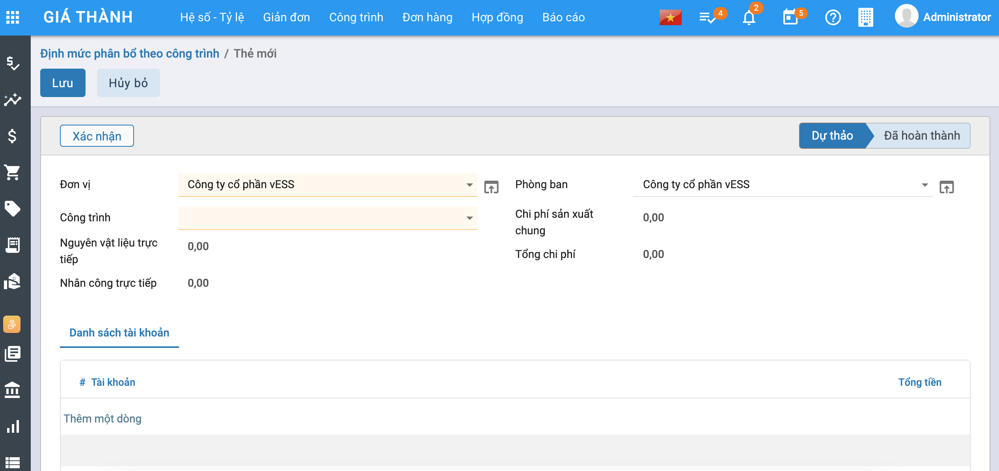 GIÁ THÀNH
Hệ số - Tỷ lệ
Giản đơn
Công trình
Đơn hàng
Hợp đồng
Báo cáo
4
2
5
Administrator
Định mức phân bổ theo công trình / Thẻ mới
Lưu
Hủy bỏ
Xác nhận
Dự thảo
Đã hoàn thành
Đơn vị
Công ty cổ phần vESS
Phòng ban
Công ty cổ phần vESS
Công trình
Chi phí sản xuất
chung
0,00
Nguyên vật liệu trực
tiếp
0,00
Tổng chi phí
0,00
Nhân công trực tiếp
0,00
Danh sách tài khoản
# Tài khoản
Tổng tiền
Thêm một dòng